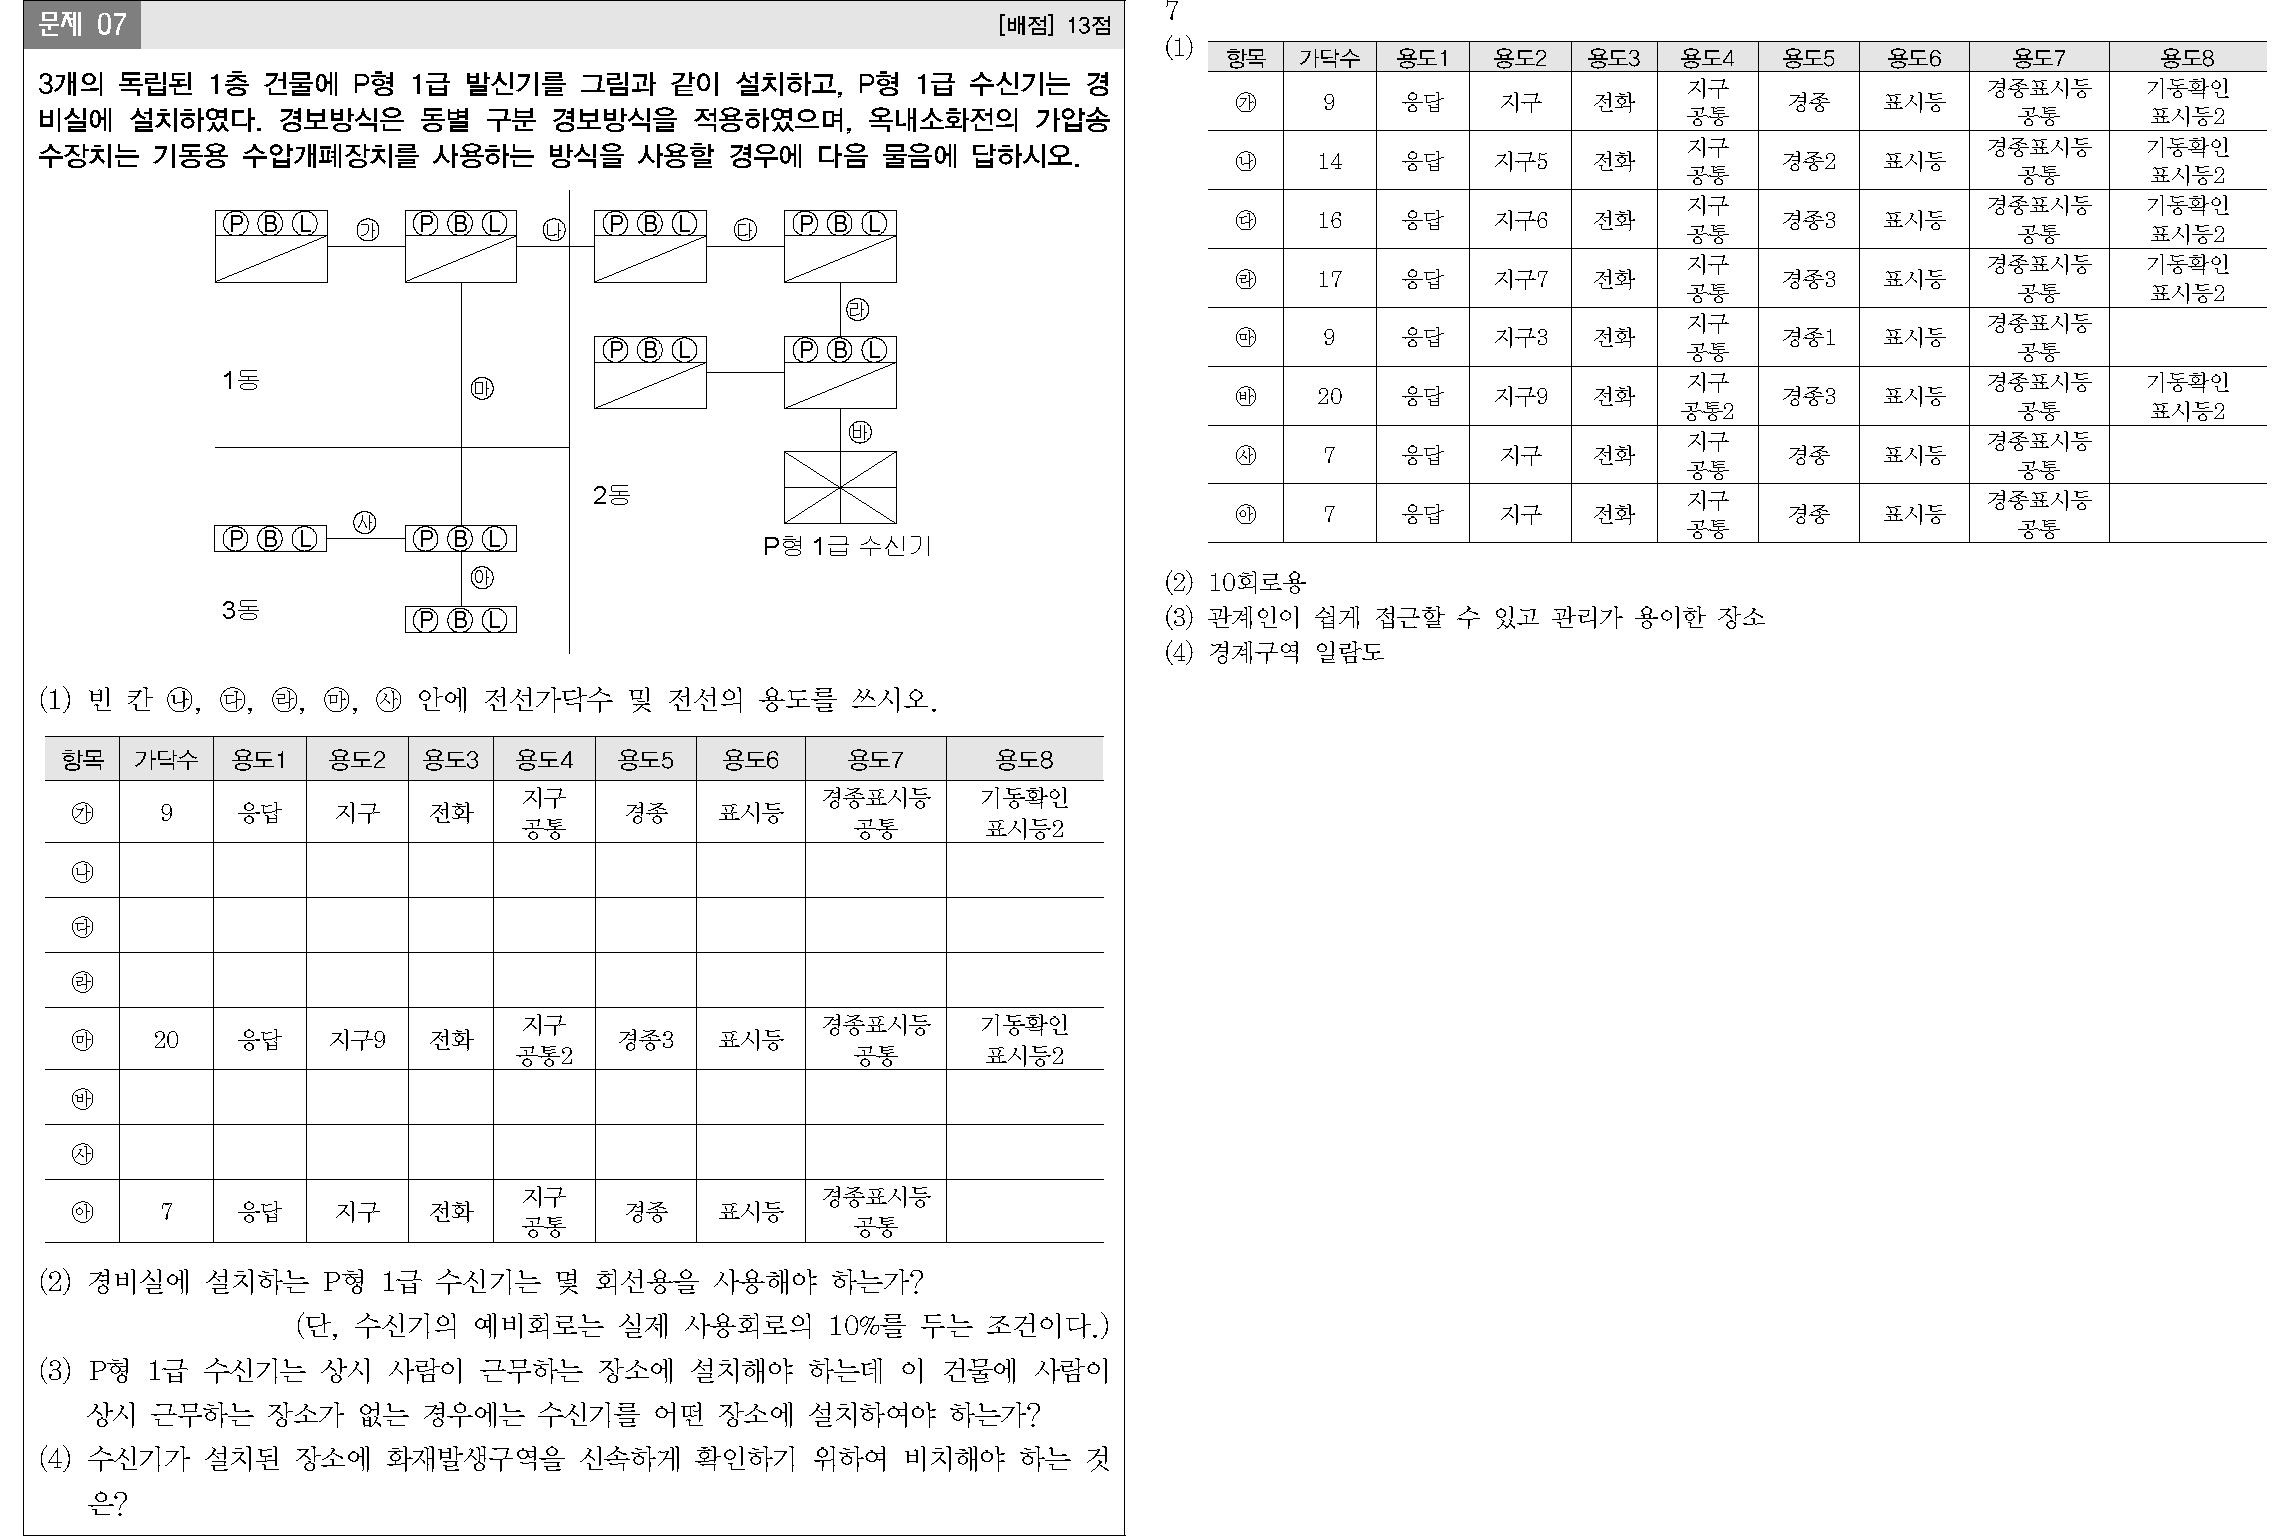 문제 07 [배점] 13점
3개의 독립된 1층 건물에 P형 1급 발신기를 그림과 같이 설치하고, P형 1급 수신기는 경
비실에 설치하였다. 경보방식은 동별 구분 경보방식을 적용하였으며, 옥내소화전의 가압송
수장치는 기동용 수압개폐장치를 사용하는 방식을 사용할 경우에 다음 물음에 답하시오.
Ⓟ Ⓑ Ⓛ ㉮ Ⓟ Ⓑ Ⓛ ㉯ Ⓟ Ⓑ Ⓛ ㉰ Ⓟ Ⓑ Ⓛ
㉱
Ⓟ Ⓑ Ⓛ Ⓟ Ⓑ Ⓛ
1동 ㉲
㉳
2동
Ⓟ Ⓑ Ⓛ ㉴ Ⓟ Ⓑ Ⓛ P형 1급 수신기
㉵
3동 Ⓟ Ⓑ Ⓛ
(1) 빈 칸 ㉯, ㉰, ㉱, ㉲, ㉴ 안에 전선가닥수 및 전선의 용도를 쓰시오.
항목 가닥수 용도1 용도2 용도3 용도4 용도5 용도6 용도7 용도8
㉮ 9 응답 지구 전화 지구 공통 경종 표시등 경종표시등 공통 기동확인 표시등2
㉯
㉰
㉱
㉲ 20 응답 지구9 전화 지구 공통2 경종3 표시등 경종표시등 공통 기동확인 표시등2
㉳
㉴
㉵ 7 응답 지구 전화 지구 공통 경종 표시등 경종표시등 공통
(2) 경비실에 설치하는 P형 1급 수신기는 몇 회선용을 사용해야 하는가?
(단, 수신기의 예비회로는 실제 사용회로의 10%를 두는 조건이다.)
(3) P형 1급 수신기는 상시 사람이 근무하는 장소에 설치해야 하는데 이 건물에 사람이
상시 근무하는 장소가 없는 경우에는 수신기를 어떤 장소에 설치하여야 하는가?
(4) 수신기가 설치된 장소에 화재발생구역을 신속하게 확인하기 위하여 비치해야 하는 것
은?
7
(1)
항목 가닥수 용도1 용도2 용도3 용도4 용도5 용도6 용도7 용도8
㉮ 9 응답 지구 전화 지구 공통 경종 표시등 경종표시등 공통 기동확인 표시등2
㉯ 14 응답 지구5 전화 지구 공통 경종2 표시등 경종표시등 공통 기동확인 표시등2
㉰ 16 응답 지구6 전화 지구 공통 경종3 표시등 경종표시등 공통 기동확인 표시등2
㉱ 17 응답 지구7 전화 지구 공통 경종3 표시등 경종표시등 공통 기동확인 표시등2
㉲ 9 응답 지구3 전화 지구 공통 경종1 표시등 경종표시등 공통
㉳ 20 응답 지구9 전화 지구 공통2 경종3 표시등 경종표시등 공통 기동확인 표시등2
㉴ 7 응답 지구 전화 지구 공통 경종 표시등 경종표시등 공통
㉵ 7 응답 지구 전화 지구 공통 경종 표시등 경종표시등 공통
(2) 10회로용
(3) 관계인이 쉽게 접근할 수 있고 관리가 용이한 장소
(4) 경계구역 일람도